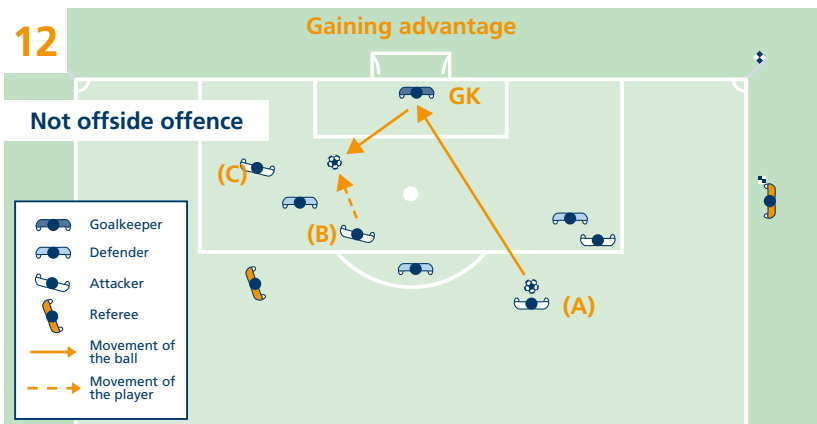 12
Gaining advantage
GK
Not offside offence
(C)
(B)
(A)
Goalkeeper
Defender
Attacker
Referee
Movement of
the ball
Movement of
the player